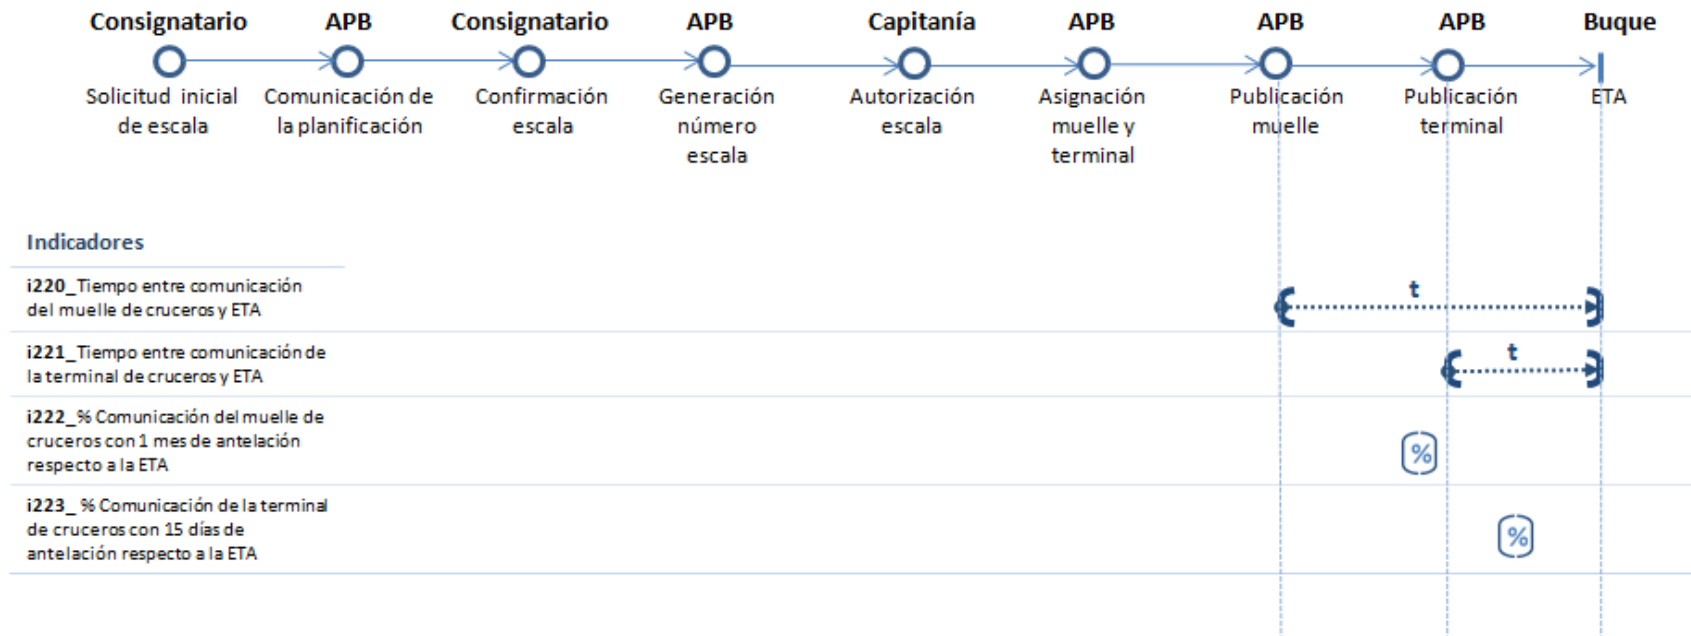 Consignatario APB Consignatario APB Capitanía APB APB APB Buque
Solicitud inicial Comunicación de Confirmación Generación Autorización Asignación Publicación Publicación ETA
de escala la planificación escala número escala muelle y muelle terminal
escala terminal
Indicadores
i220_Tiempo entre comunicación
del muelle de cruceros y ETA
t
i221_Tiempo entre comunicación de
la terminal de cruceros y ETA
t
i222_% Comunicación del muelle de
cruceros con 1 mes de antelación
respecto a la ETA
%
i223_ % Comunicación de la terminal
de cruceros con 15 días de
antelación respecto a la ETA
%